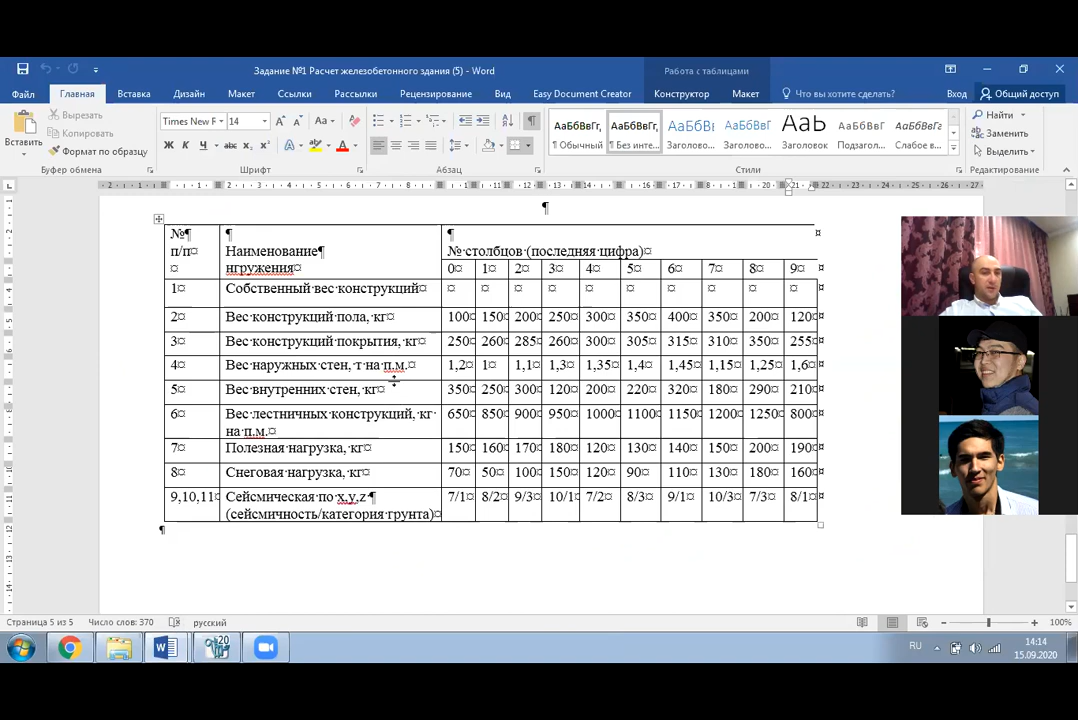 Задание №1 Расчет железобетонного здания (5) - Word
Работа с таблицами
Файл Главная Вставка Дизайн Макет Ссылки Рассылки Рецензирование Вид Easy Document Creator Конструктор Макет Что вы хотите сделать? Вход Общий доступ
Вставить
Вырезать
Копировать
Формат по образцу
Буфер обмена
Times New F 14
Ж К Ч abc x₂ x²
Шрифт
Абзац
АаБбВвГг, АаБбВвГг, АаБбВв АаБбВвГ АаЬ АаБбВвГг АаБбВвГг,
¶ Обычный ¶ Без инте... Заголово... Заголово... Заголовок Подзагол... Слабое в...
Стили
Найти
Заменить
Выделить
Редактирование
¶
№¶
п/п¤
¤
¶
Наименование¶
нгружения¤
¶
№·столбцов·(последняя·цифра)¤
0¤ 1¤ 2¤ 3¤ 4¤ 5¤ 6¤ 7¤ 8¤ 9¤
1¤ Собственный·вес·конструкций¤ ¤ ¤ ¤ ¤ ¤ ¤ ¤ ¤ ¤ ¤
2¤ Вес·конструкций·пола,·кг¤ 100¤ 150¤ 200¤ 250¤ 300¤ 350¤ 400¤ 350¤ 200¤ 120¤
3¤ Вес·конструкций·покрытия,·кг¤ 250¤ 260¤ 285¤ 260¤ 300¤ 305¤ 315¤ 310¤ 350¤ 255¤
4¤ Вес·наружных·стен,·т·на·п.м.¤ 1,2¤ 1¤ 1,1¤ 1,3¤ 1,35¤ 1,4¤ 1,45¤ 1,15¤ 1,25¤ 1,6¤
5¤ Вес·внутренних·стен,·кг¤ 350¤ 250¤ 300¤ 120¤ 200¤ 220¤ 320¤ 180¤ 290¤ 210¤
6¤ Вес·лестничных·конструкций,·кг·
на·п.м.¤ 650¤ 850¤ 900¤ 950¤ 1000¤ 1100¤ 1150¤ 1200¤ 1250¤ 800¤
7¤ Полезная·нагрузка,·кг¤ 150¤ 160¤ 170¤ 180¤ 120¤ 130¤ 140¤ 150¤ 200¤ 190¤
8¤ Снеговая·нагрузка,·кг¤ 70¤ 50¤ 100¤ 150¤ 120¤ 90¤ 110¤ 130¤ 180¤ 160¤
9,10,11¤ Сейсмическая·по·x,y,z·¶
(сейсмичность/категория·грунта)¤ 7/1¤ 8/2¤ 9/3¤ 10/1¤ 7/2¤ 8/3¤ 9/1¤ 10/3¤ 7/3¤ 8/1¤
¶
Страница 5 из 5 Число слов: 370 русский 100%
RU
14:14
15.09.2020